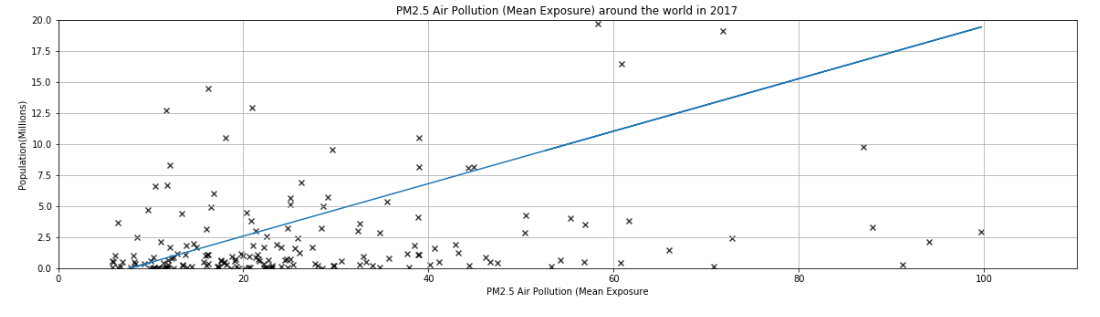 PM2.5 Air Pollution (Mean Exposure) around the world in 2017
20.0
17.5
15.0
12.5
10.0
7.5
5.0
2.5
0.0
Population(Millions)
0 20 40 60 80 100
PM2.5 Air Pollution (Mean Exposure